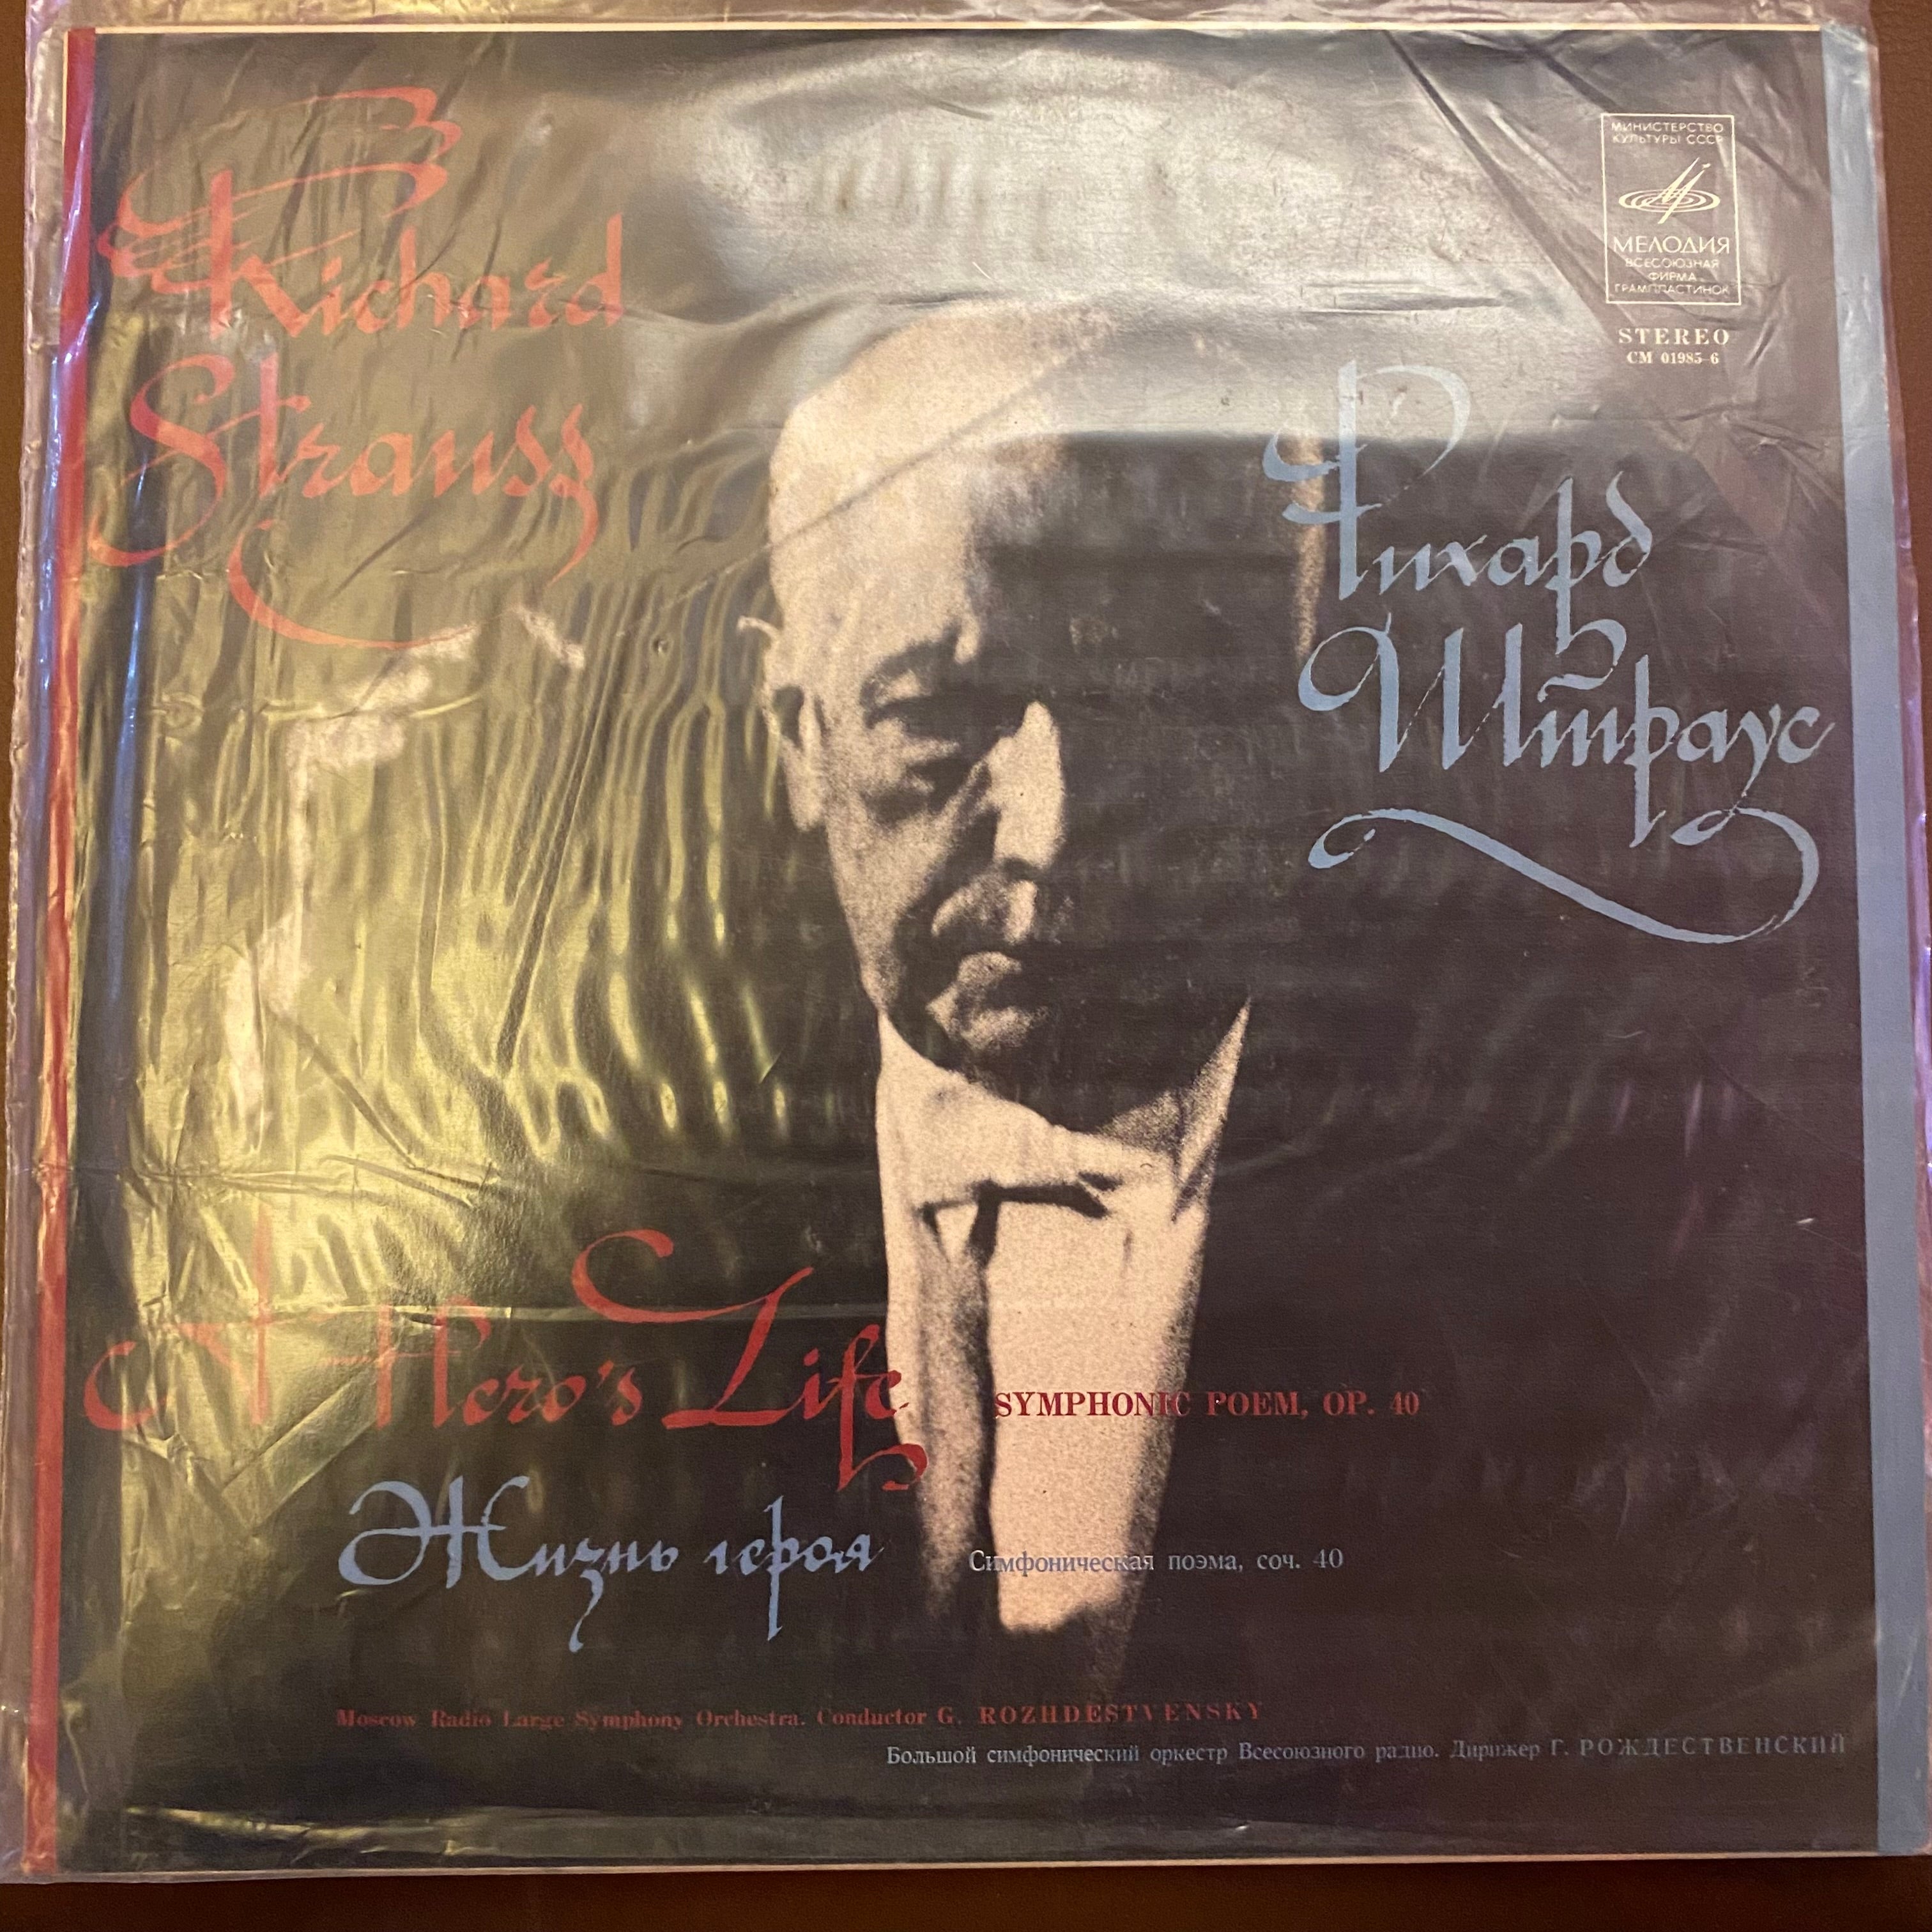 Richard
Strauss
МИНИСТЕРСТВО
КУЛЬТУРЫ СССР
МЕЛОДИЯ
ВСЕСОЮЗНАЯ
ФИРМА
ГРАМПЛАСТИНОК
STEREO
СМ 01985-6
Рихард
Штраус
A Hero's Life SYMPHONIC POEM, OP. 40
Жизнь героя Симфоническая поэма, соч. 40
Moscow Radio Large Symphony Orchestra. Conductor G. ROZHDESTVENSKY
Большой симфонический оркестр Всесоюзного радио. Дирижер Г. РОЖДЕСТВЕНСКИЙ